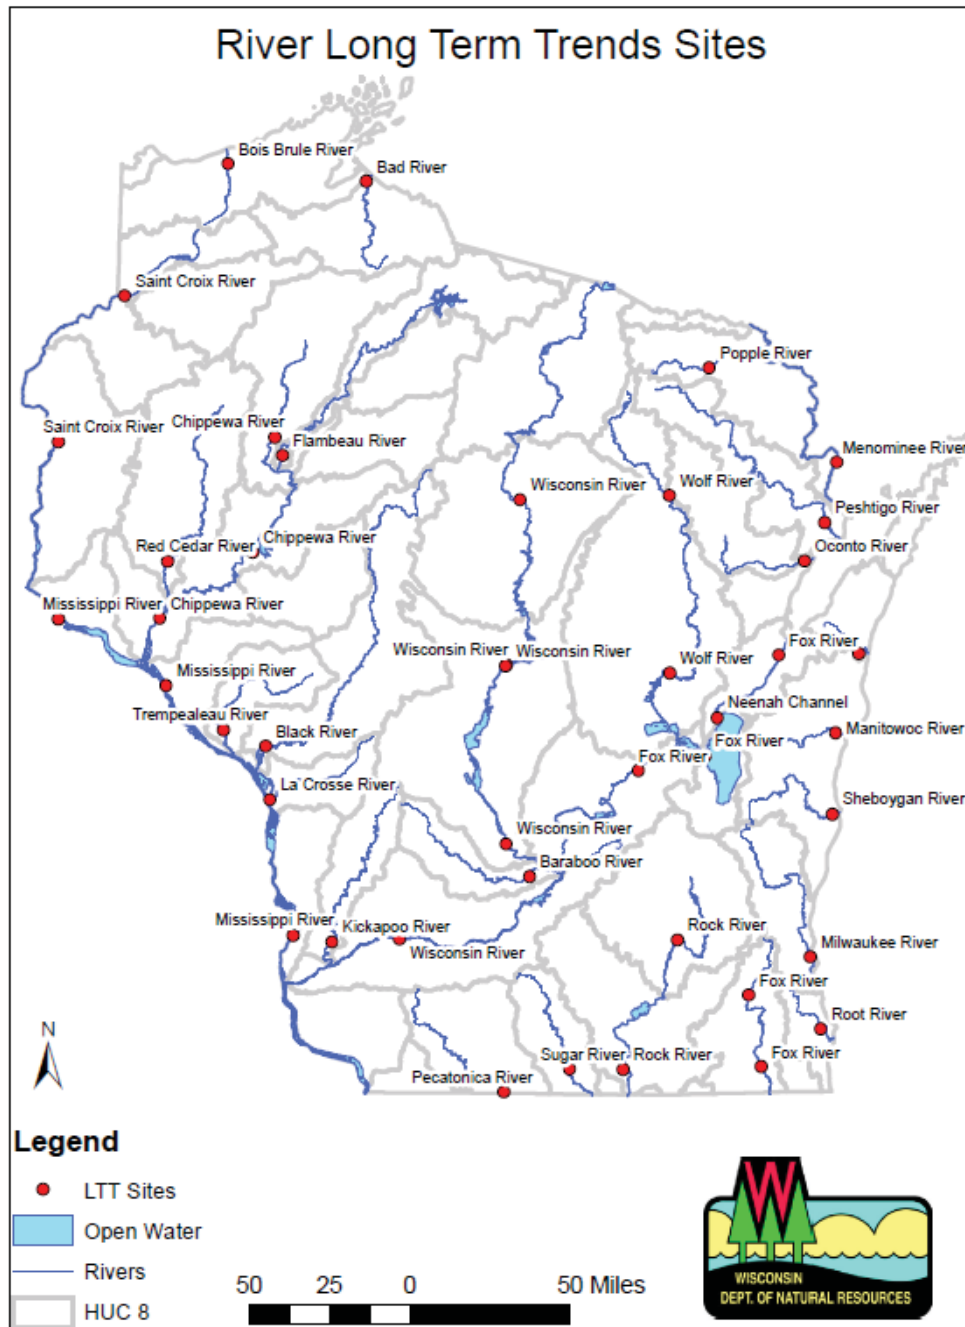 River Long Term Trends Sites
Bois Brule River
Bad River
Saint Croix River
Popple River
Saint Croix River
Chippewa River
Flambeau River
Menominee River
Wisconsin River
Wolf River
Peshtigo River
Red Cedar River
Chippewa River
Oconto River
Mississippi River
Chippewa River
Fox River
Wisconsin River
Wisconsin River
Wolf River
Mississippi River
Neenah Channel
Trempealeau River
Black River
Fox River
Manitowoc River
Fox River
La Crosse River
Sheboygan River
Wisconsin River
Baraboo River
Mississippi River
Kickapoo River
Wisconsin River
Rock River
Milwaukee River
Fox River
Root River
Sugar River
Rock River
Fox River
Pecatonica River
N
Legend
LTT Sites
Open Water
Rivers
HUC 8
50 25 0 50 Miles
W
WISCONSIN
DEPT. OF NATURAL RESOURCES